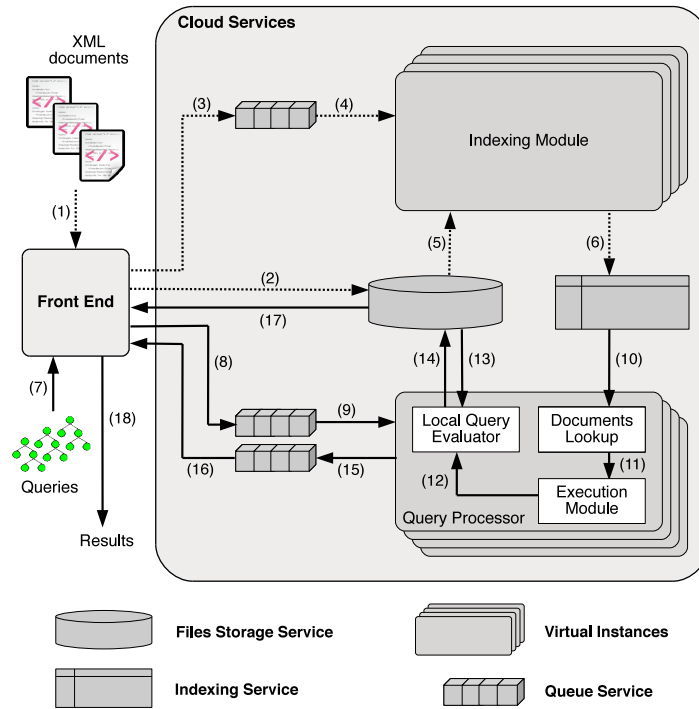 Cloud Services
XML
documents
</>
</>
</>
(1)
(3)
(4)
Indexing Module
(5)
(6)
(2)
Front End
(17)
(8)
(14)
(13)
(10)
(7)
(18)
(9)
Local Query
Evaluator
Documents
Lookup
(16)
(15)
(12)
(11)
Execution
Module
Query Processor
Queries
Results
Files Storage Service
Virtual Instances
Indexing Service
Queue Service